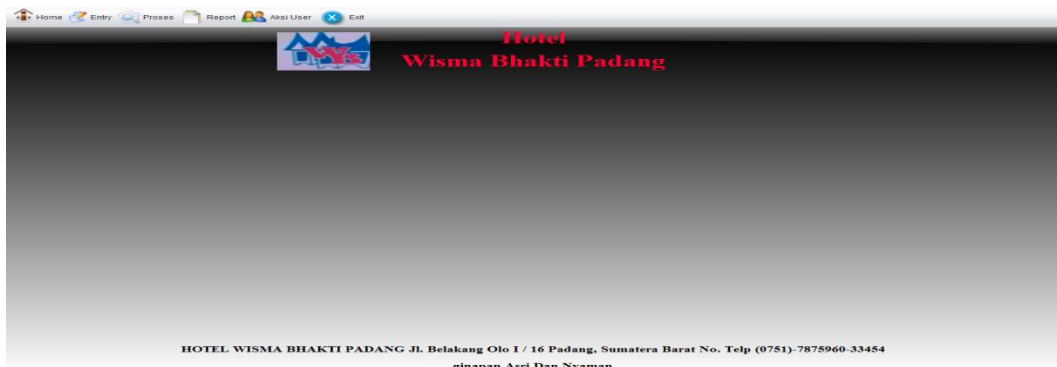 Home Entry Proses Report Aksi User Exit
Hotel
Wisma Bhakti Padang
HOTEL WISMA BHAKTI PADANG Jl. Belakang Olo I / 16 Padang, Sumatera Barat No. Telp (0751)-7875960-33454
ginapan Asri Dan Nyaman